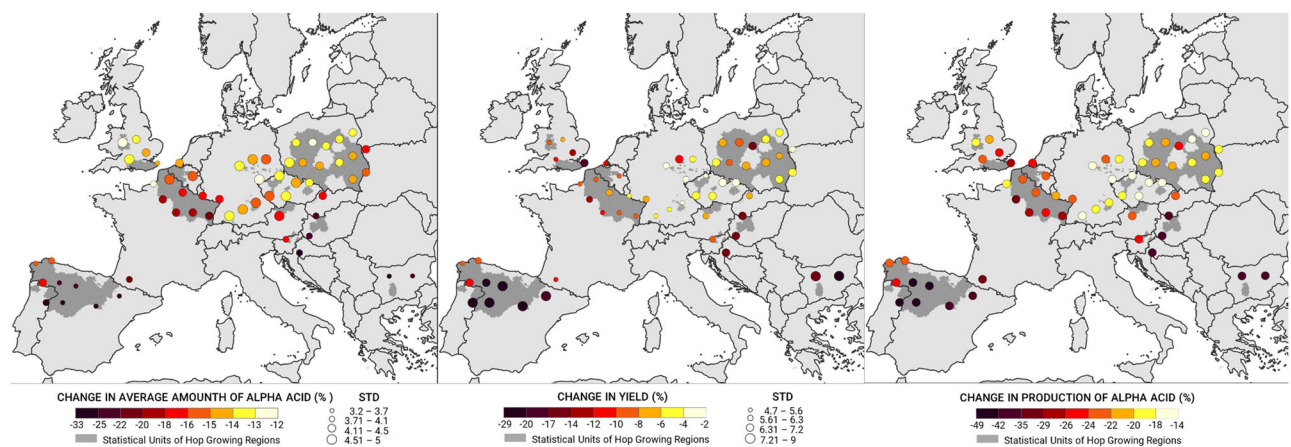 CHANGE IN AVERAGE AMOUNTH OF ALPHA ACID (%)
STD
-33 -25 -22 -20 -18 -16 -15 -14 -13 -12
3.2 – 3.7
3.71 – 4.1
4.11 – 4.5
4.51 – 5
Statistical Units of Hop Growing Regions
CHANGE IN YIELD (%)
STD
-29 -20 -17 -14 -12 -10 -8 -6 -4 -2
4.7 – 5.6
5.61 – 6.3
6.31 – 7.2
7.21 – 9
Statistical Units of Hop Growing Regions
CHANGE IN PRODUCTION OF ALPHA ACID (%)
-49 -42 -35 -29 -26 -24 -22 -20 -18 -16 -14
Statistical Units of Hop Growing Regions